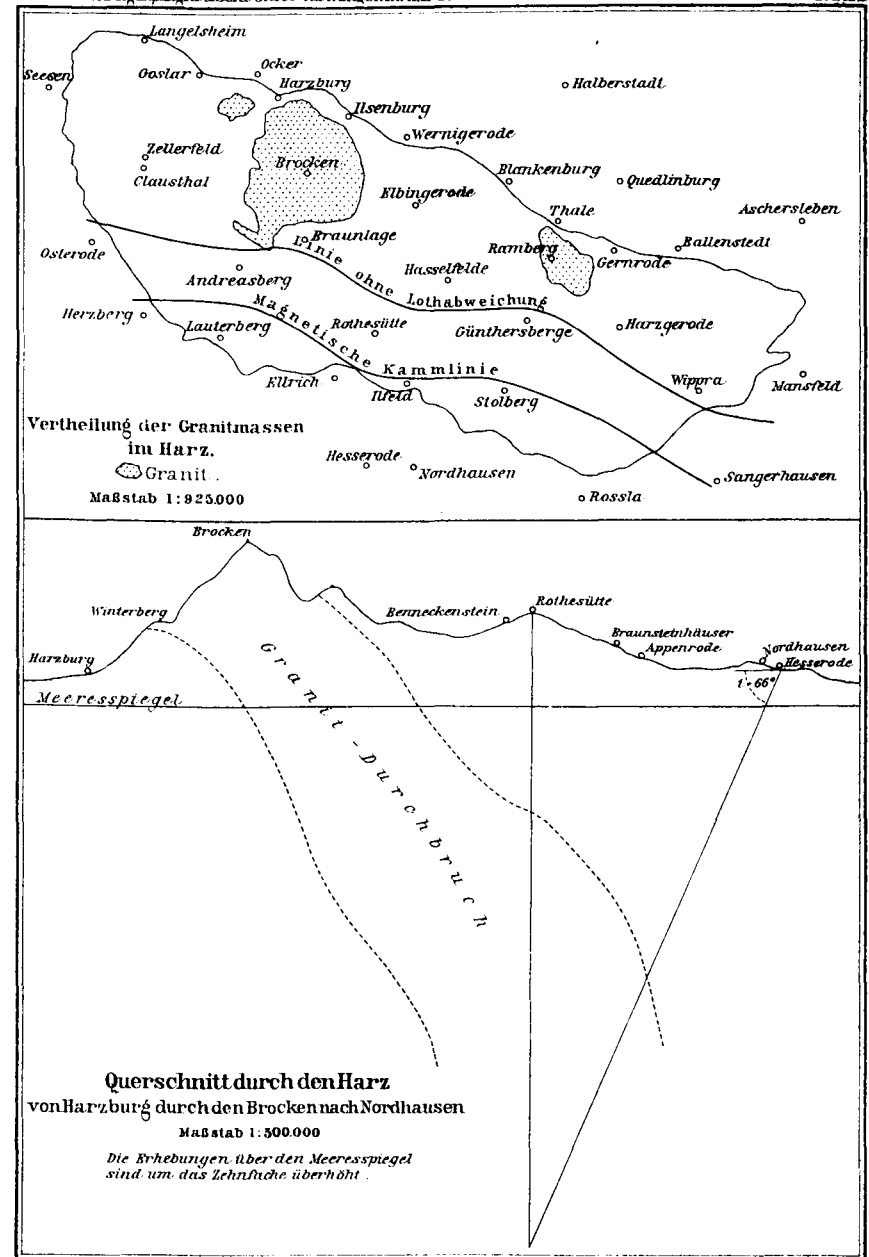 Langelsheim
Seesen
Goslar
Ocker
Harzburg
Halberstadt
Ilsenburg
Wernigerode
Zellerfeld
Clausthal
Brocken
Elbingerode
Blankenburg
Quedlinburg
Aschersleben
Thale
Osterode
Braunlage
Ramberg
Gernrode
Ballenstedt
Linie ohne Lothabweichung
Andreasberg
Hasselfelde
Herzberg
Magnetische Kammlinie
Lauterberg
Rothesütte
Günthersberge
Harzgerode
Ellrich
Ilfeld
Stolberg
Wippra
Mansfeld
Vertheilung der Granitmassen
im Harz.
Granit.
Maßstab 1:925.000
Hesserode
Nordhausen
Sangerhausen
Rossla
Brocken
Winterberg
Benneckenstein
Rothesütte
Harzburg
Braunsteinhäuser
Appenrode
Nordhausen
Hesserode
i=66°
Meeresspiegel
Granit-Durchbruch
Querschnitt durch den Harz
von Harzburg durch den Brocken nach Nordhausen
Maßstab 1:500.000
Die Erhebungen über den Meeresspiegel
sind um das Zehnfache überhöht.